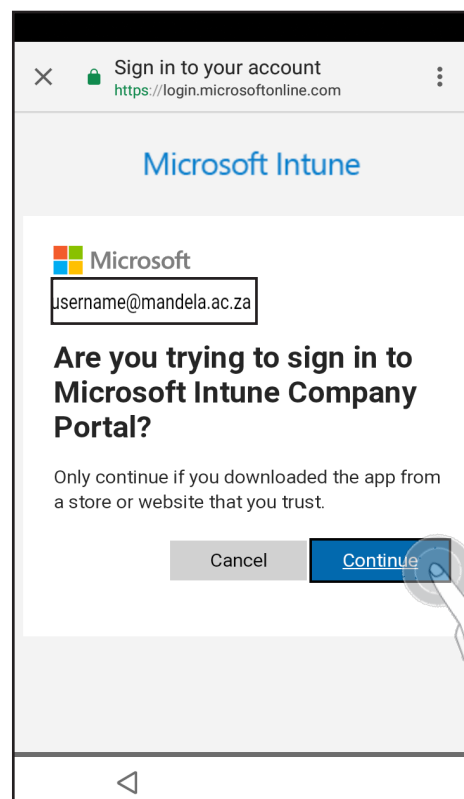 Sign in to your account
https://login.microsoftonline.com
Microsoft Intune
Microsoft
username@mandela.ac.za
Are you trying to sign in to
Microsoft Intune Company
Portal?
Only continue if you downloaded the app from
a store or website that you trust.
Cancel
Continue